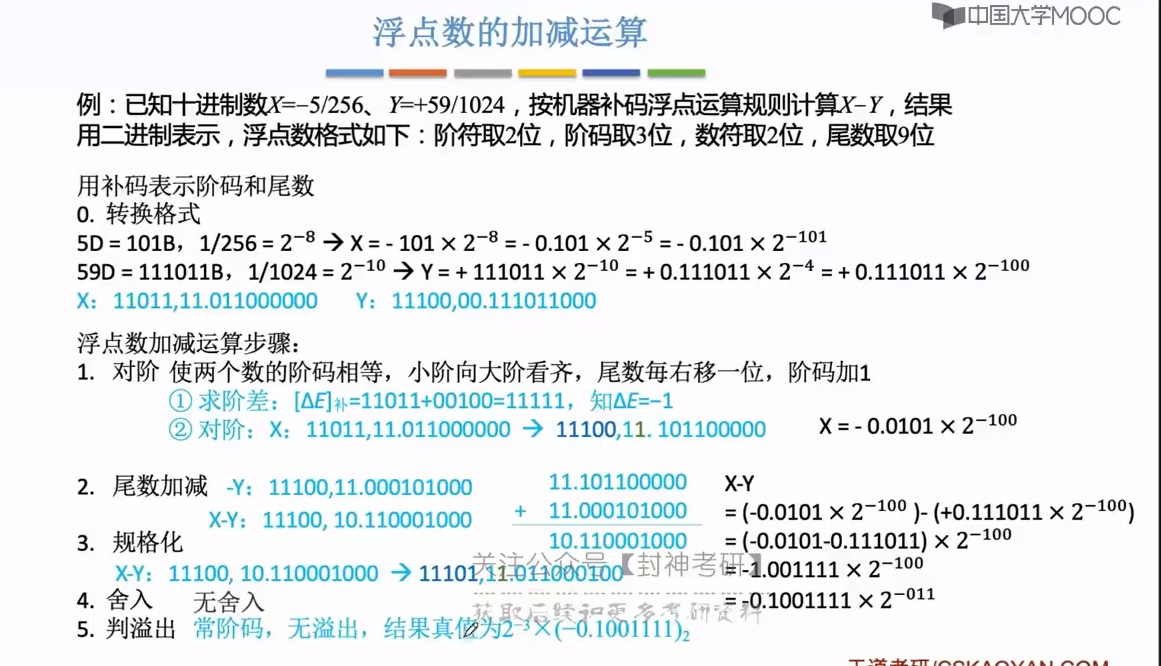 中国大学MOOC
浮点数的加减运算
例：已知十进制数X=−5/256、Y=+59/1024，按机器补码浮点运算规则计算X−Y，结果
用二进制表示，浮点数格式如下：阶符取2位，阶码取3位，数符取2位，尾数取9位
用补码表示阶码和尾数
0. 转换格式
5D = 101B，1/256 = 2⁻⁸ → X = - 101 × 2⁻⁸ = - 0.101 × 2⁻⁵ = - 0.101 × 2⁻¹⁰¹
59D = 111011B，1/1024 = 2⁻¹⁰ → Y = + 111011 × 2⁻¹⁰ = + 0.111011 × 2⁻⁴ = + 0.111011 × 2⁻¹⁰⁰
X： 11011,11.011000000 Y： 11100,00.111011000
浮点数加减运算步骤：
1. 对阶 使两个数的阶码相等，小阶向大阶看齐，尾数每右移一位，阶码加1
① 求阶差：[ΔE]补=11011+00100=11111，知ΔE=−1
② 对阶：X： 11011,11.011000000 → 11100,11. 101100000 X = - 0.0101 × 2⁻¹⁰⁰
2. 尾数加减 -Y： 11100,11.000101000 11.101100000 X-Y
+ 11.000101000 = (-0.0101 × 2⁻¹⁰⁰ )- (+0.111011 × 2⁻¹⁰⁰)
X-Y： 11100, 10.110001000
3. 规格化 10.110001000 = (-0.0101-0.111011) × 2⁻¹⁰⁰
关注公众号【封神考研】
X-Y： 11100, 10.110001000 → 11101,11.011000100 = -1.001111 × 2⁻¹⁰⁰
4. 舍入 无舍入 = -0.1001111 × 2⁻⁰¹¹
获取后续和更多考研资料
5. 判溢出 常阶码，无溢出，结果真值为2⁻³×(−0.1001111)₂
王道考研/CSKAOYAN.COM